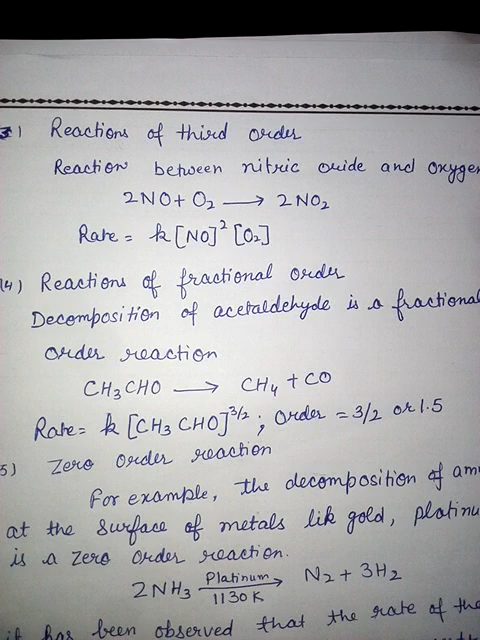 3) Reactions of third order
Reaction between nitric oxide and oxygen
2NO + O₂ → 2NO₂
Rate = k[NO]² [O₂]
(4) Reactions of fractional order
Decomposition of acetaldehyde is a fractional
order reaction
CH₃CHO → CH₄ + CO
Rate = k [CH₃ CHO]^3/2 ; Order = 3/2 or 1.5
5) Zero order reaction
For example, the decomposition of am
at the surface of metals like gold, platinu
is a zero order reaction.
2NH₃ Platinum → 1130K N₂ + 3H₂
it has been observed that the rate of the